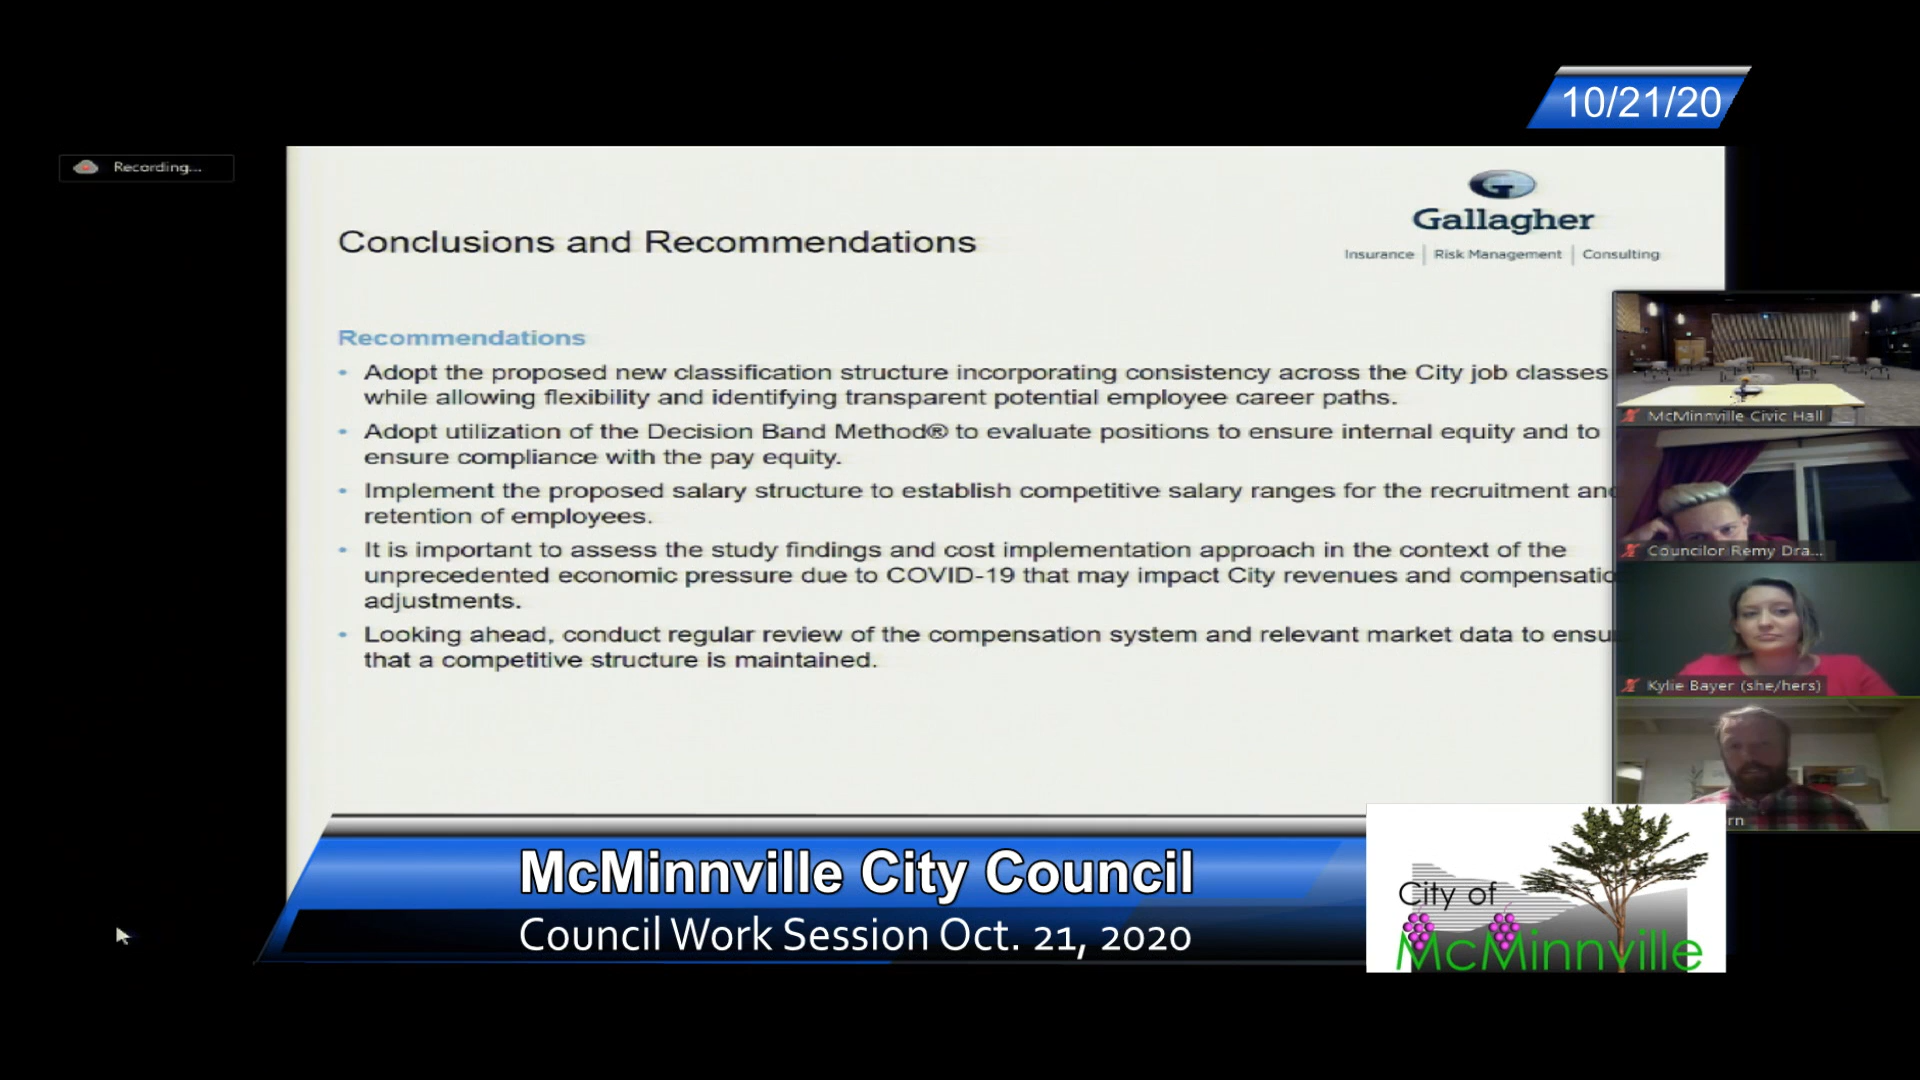 10/21/20
Recording...
Gallagher
Insurance | Risk Management | Consulting
Conclusions and Recommendations
Recommendations
• Adopt the proposed new classification structure incorporating consistency across the City job classes
while allowing flexibility and identifying transparent potential employee career paths.
• Adopt utilization of the Decision Band Method® to evaluate positions to ensure internal equity and to
ensure compliance with the pay equity.
• Implement the proposed salary structure to establish competitive salary ranges for the recruitment and
retention of employees.
• It is important to assess the study findings and cost implementation approach in the context of the
unprecedented economic pressure due to COVID-19 that may impact City revenues and compensatio
adjustments.
• Looking ahead, conduct regular review of the compensation system and relevant market data to ensu
that a competitive structure is maintained.
McMinnville Civic Hall
Councilor Remy Dra...
Kylie Bayer (she/hers)
rn
McMinnville City Council
Council Work Session Oct. 21, 2020
City of
McMinnville